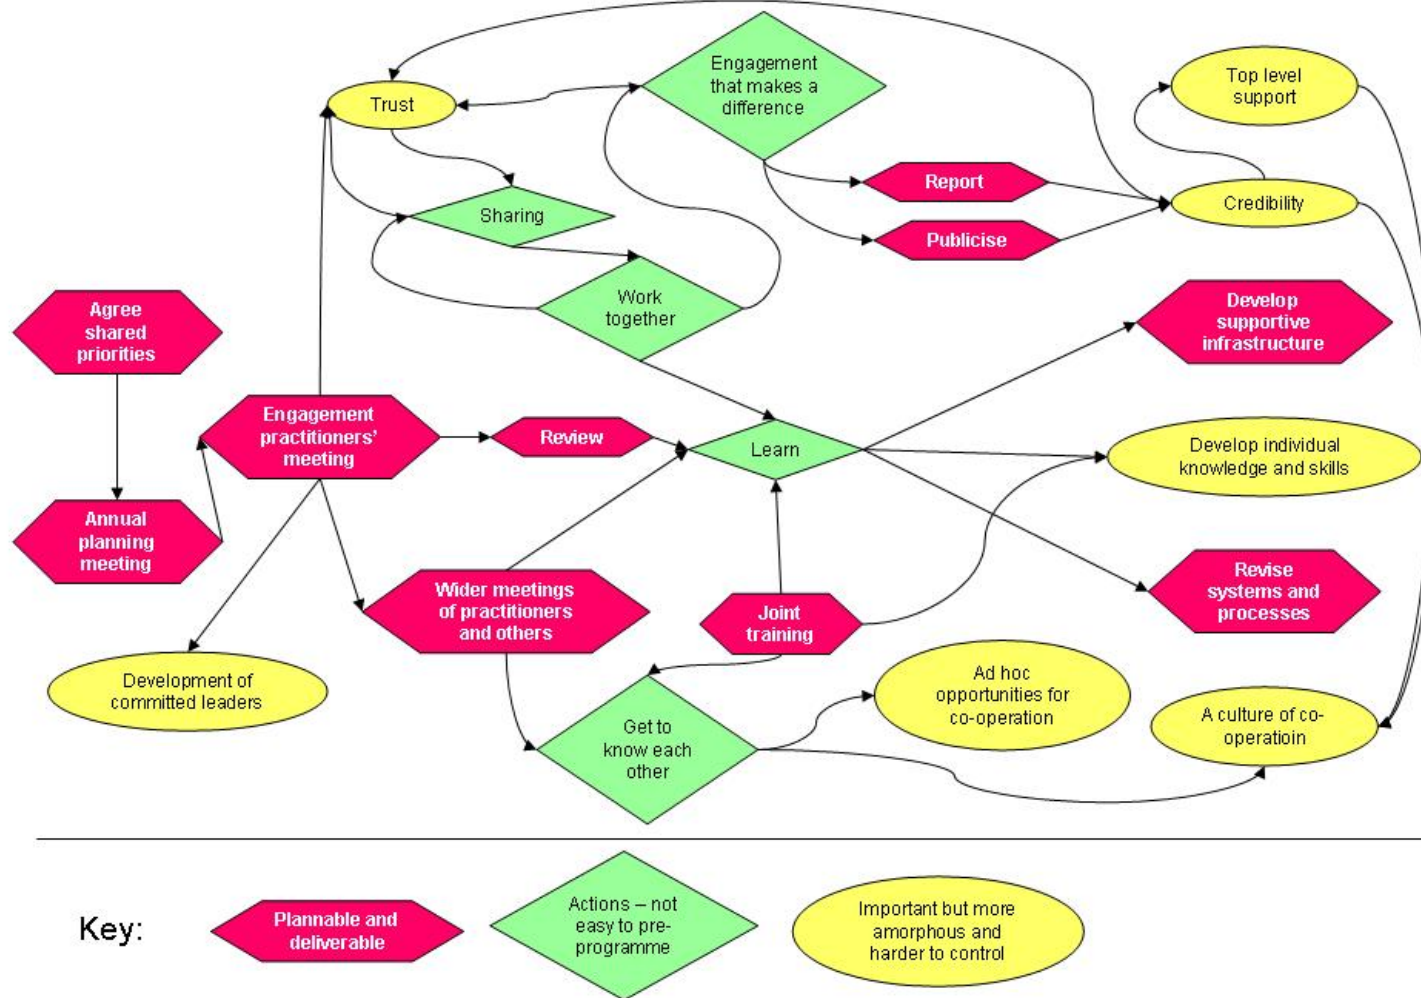 Engagement
that makes a
difference
Top level
support
Trust
Report
Credibility
Sharing
Publicise
Agree
shared
priorities
Work
together
Develop
supportive
infrastructure
Engagement
practitioners’
meeting
Review
Learn
Develop individual
knowledge and skills
Annual
planning
meeting
Wider meetings
of practitioners
and others
Joint
training
Revise
systems and
processes
Development of
committed leaders
Get to
know each
other
Ad hoc
opportunities for
co-operation
A culture of co-
operatioin
Key:
Plannable and
deliverable
Actions – not
easy to pre-
programme
Important but more
amorphous and
harder to control